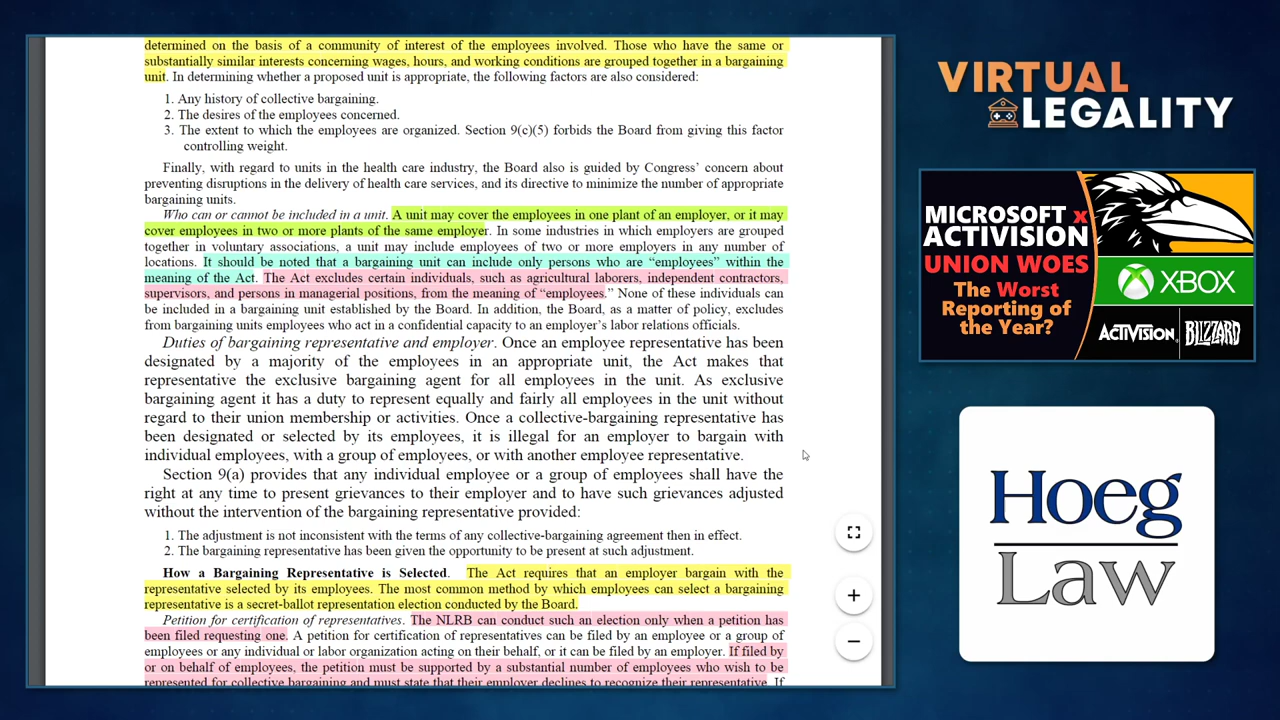 determined on the basis of a community of interest of the employees involved. Those who have the same or
substantially similar interests concerning wages, hours, and working conditions are grouped together in a bargaining
unit. In determining whether a proposed unit is appropriate, the following factors are also considered:
1. Any history of collective bargaining.
2. The desires of the employees concerned.
3. The extent to which the employees are organized. Section 9(c)(5) forbids the Board from giving this factor
controlling weight.
Finally, with regard to units in the health care industry, the Board also is guided by Congress’ concern about
preventing disruptions in the delivery of health care services, and its directive to minimize the number of appropriate
bargaining units.
Who can or cannot be included in a unit. A unit may cover the employees in one plant of an employer, or it may
cover employees in two or more plants of the same employer. In some industries in which employers are grouped
together in voluntary associations, a unit may include employees of two or more employers in any number of
locations. It should be noted that a bargaining unit can include only persons who are “employees” within the
meaning of the Act. The Act excludes certain individuals, such as agricultural laborers, independent contractors,
supervisors, and persons in managerial positions, from the meaning of “employees.” None of these individuals can
be included in a bargaining unit established by the Board. In addition, the Board, as a matter of policy, excludes
from bargaining units employees who act in a confidential capacity to an employer’s labor relations officials.
Duties of bargaining representative and employer. Once an employee representative has been
designated by a majority of the employees in an appropriate unit, the Act makes that
representative the exclusive bargaining agent for all employees in the unit. As exclusive
bargaining agent it has a duty to represent equally and fairly all employees in the unit without
regard to their union membership or activities. Once a collective-bargaining representative has
been designated or selected by its employees, it is illegal for an employer to bargain with
individual employees, with a group of employees, or with another employee representative.
Section 9(a) provides that any individual employee or a group of employees shall have the
right at any time to present grievances to their employer and to have such grievances adjusted
without the intervention of the bargaining representative provided:
1. The adjustment is not inconsistent with the terms of any collective-bargaining agreement then in effect.
2. The bargaining representative has been given the opportunity to be present at such adjustment.
How a Bargaining Representative is Selected. The Act requires that an employer bargain with the
representative selected by its employees. The most common method by which employees can select a bargaining
representative is a secret-ballot representation election conducted by the Board.
Petition for certification of representatives. The NLRB can conduct such an election only when a petition has
been filed requesting one. A petition for certification of representatives can be filed by an employee or a group of
employees or any individual or labor organization acting on their behalf, or it can be filed by an employer. If filed by
or on behalf of employees, the petition must be supported by a substantial number of employees who wish to be
represented for collective bargaining and must state that their employer declines to recognize their representative. If
VIRTUAL
LEGALITY
MICROSOFT x
ACTIVISION
UNION WOES
The Worst
Reporting of
the Year?
XBOX
ACTIVISION
BLIZZARD
Hoeg
Law